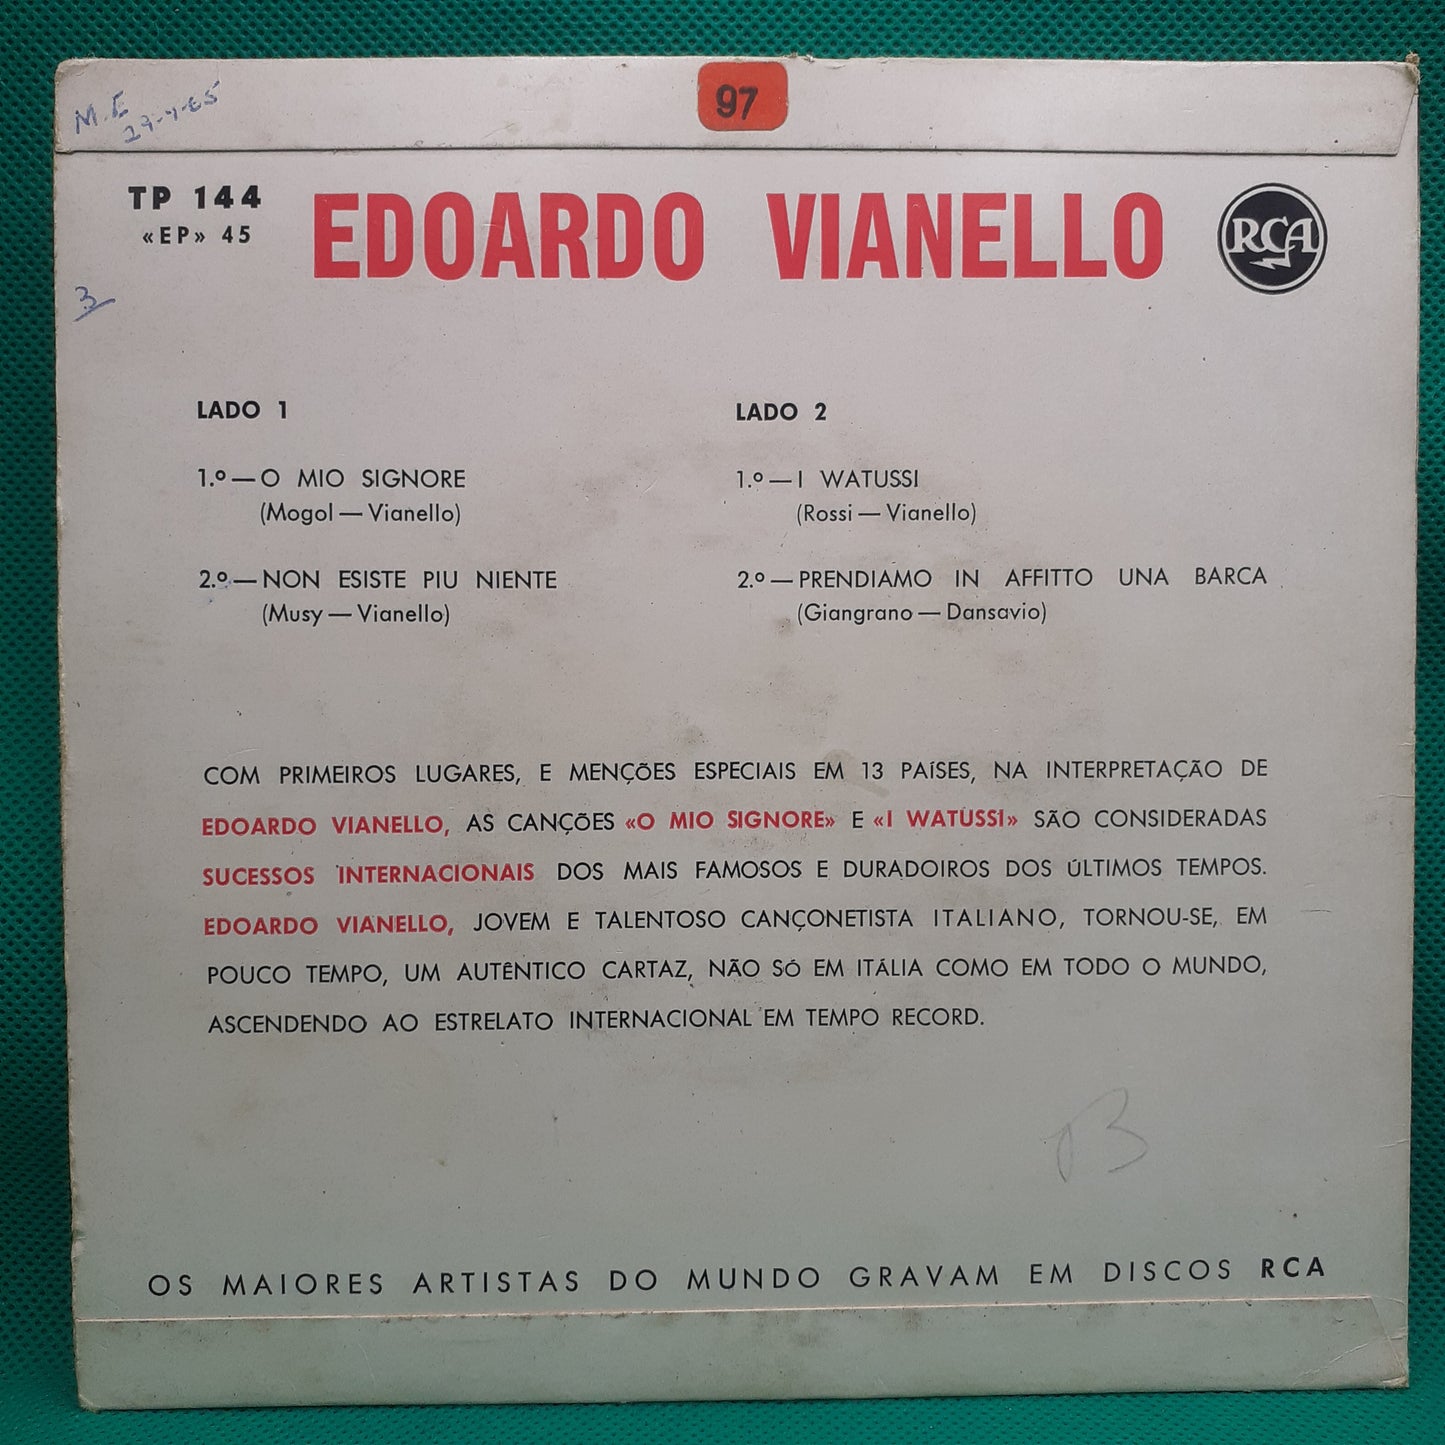 97
M.E
TP 144
«EP» 45
EDOARDO VIANELLO
RCA
3
LADO 1
1.º — O MIO SIGNORE
(Mogol — Vianello)
2.º — NON ESISTE PIU NIENTE
(Musy — Vianello)
LADO 2
1.º — I WATUSSI
(Rossi — Vianello)
2.º — PRENDIAMO IN AFFITTO UNA BARCA
(Giangrano — Dansavio)
COM PRIMEIROS LUGARES, E MENÇÕES ESPECIAIS EM 13 PAÍSES, NA INTERPRETAÇÃO DE
EDOARDO VIANELLO, AS CANÇÕES «O MIO SIGNORE» E «I WATUSSI» SÃO CONSIDERADAS
SUCESSOS INTERNACIONAIS DOS MAIS FAMOSOS E DURADOIROS DOS ÚLTIMOS TEMPOS.
EDOARDO VIANELLO, JOVEM E TALENTOSO CANÇONETISTA ITALIANO, TORNOU-SE, EM
POUCO TEMPO, UM AUTÊNTICO CARTAZ, NÃO SÓ EM ITÁLIA COMO EM TODO O MUNDO,
ASCENDENDO AO ESTRELATO INTERNACIONAL EM TEMPO RECORD.
B
OS MAIORES ARTISTAS DO MUNDO GRAVAM EM DISCOS RCA